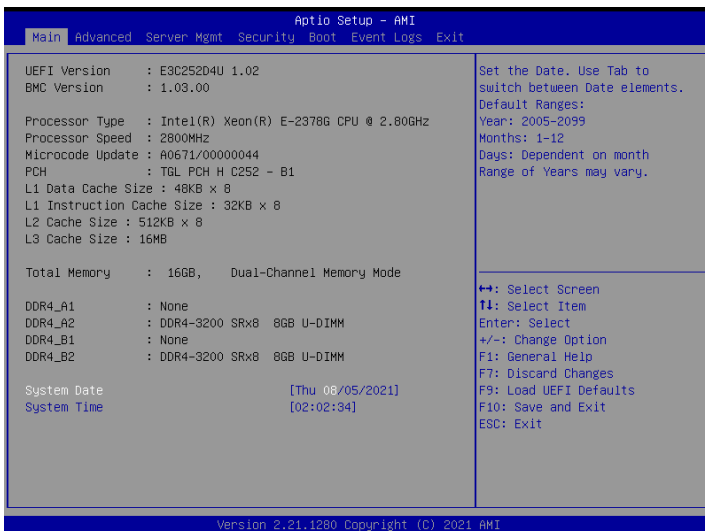 Aptio Setup - AMI
Main Advanced Server Mgmt Security Boot Event Logs Exit
UEFI Version : E3C252D4U 1.02
BMC Version : 1.03.00
Processor Type : Intel(R) Xeon(R) E-2378G CPU @ 2.80GHz
Processor Speed : 2800MHz
Microcode Update : A0671/00000044
PCH : TGL PCH H C252 - B1
L1 Data Cache Size : 48KB x 8
L1 Instruction Cache Size : 32KB x 8
L2 Cache Size : 512KB x 8
L3 Cache Size : 16MB
Total Memory : 16GB, Dual-Channel Memory Mode
DDR4_A1 : None
DDR4_A2 : DDR4-3200 SRx8 8GB U-DIMM
DDR4_B1 : None
DDR4_B2 : DDR4-3200 SRx8 8GB U-DIMM
System Date [Thu 08/05/2021]
System Time [02:02:34]
Set the Date. Use Tab to
switch between Date elements.
Default Ranges:
Year: 2005-2099
Months: 1-12
Days: Dependent on month
Range of Years may vary.
↔: Select Screen
↑↓: Select Item
Enter: Select
+/-: Change Option
F1: General Help
F7: Discard Changes
F9: Load UEFI Defaults
F10: Save and Exit
ESC: Exit
Version 2.21.1280 Copyright (C) 2021 AMI